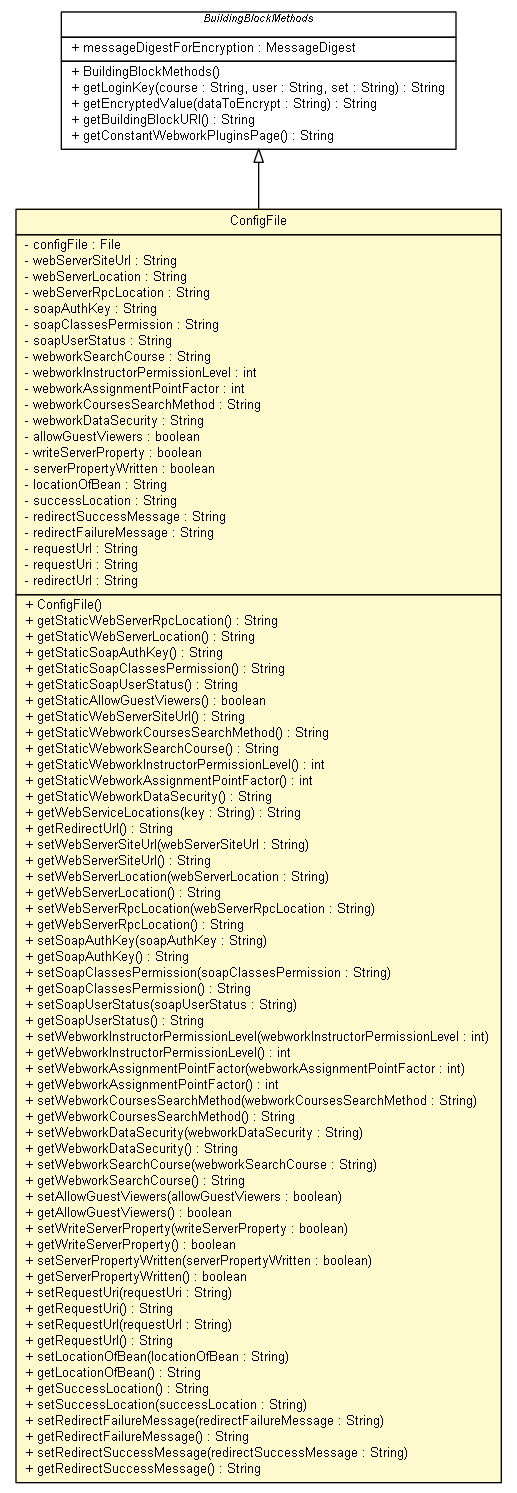 BuildingBlockMethods
+ messageDigestForEncryption : MessageDigest
+ BuildingBlockMethods()
+ getLoginKey(course : String, user : String, set : String) : String
+ getEncryptedValue(dataToEncrypt : String) : String
+ getBuildingBlockURI() : String
+ getConstantWebworkPluginsPage() : String
ConfigFile
- configFile : File
- webServerSiteUrl : String
- webServerLocation : String
- webServerRpcLocation : String
- soapAuthKey : String
- soapClassesPermission : String
- soapUserStatus : String
- webworkSearchCourse : String
- webworkInstructorPermissionLevel : int
- webworkAssignmentPointFactor : int
- webworkCoursesSearchMethod : String
- webworkDataSecurity : String
- allowGuestViewers : boolean
- writeServerProperty : boolean
- serverPropertyWritten : boolean
- locationOfBean : String
- successLocation : String
- redirectSuccessMessage : String
- redirectFailureMessage : String
- requestUrl : String
- requestUri : String
- redirectUrl : String
+ ConfigFile()
+ getStaticWebServerRpcLocation() : String
+ getStaticWebServerLocation() : String
+ getStaticSoapAuthKey() : String
+ getStaticSoapClassesPermission() : String
+ getStaticSoapUserStatus() : String
+ getStaticAllowGuestViewers() : boolean
+ getStaticWebServerSiteUrl() : String
+ getStaticWebworkCoursesSearchMethod() : String
+ getStaticWebworkSearchCourse() : String
+ getStaticWebworkInstructorPermissionLevel() : int
+ getStaticWebworkAssignmentPointFactor() : int
+ getStaticWebworkDataSecurity() : String
+ getWebServiceLocations(key : String) : String
+ getRedirectUrl() : String
+ setWebServerSiteUrl(webServerSiteUrl : String)
+ getWebServerSiteUrl() : String
+ setWebServerLocation(webServerLocation : String)
+ getWebServerLocation() : String
+ setWebServerRpcLocation(webServerRpcLocation : String)
+ getWebServerRpcLocation() : String
+ setSoapAuthKey(soapAuthKey : String)
+ getSoapAuthKey() : String
+ setSoapClassesPermission(soapClassesPermission : String)
+ getSoapClassesPermission() : String
+ setSoapUserStatus(soapUserStatus : String)
+ getSoapUserStatus() : String
+ setWebworkInstructorPermissionLevel(webworkInstructorPermissionLevel : int)
+ getWebworkInstructorPermissionLevel() : int
+ setWebworkAssignmentPointFactor(webworkAssignmentPointFactor : int)
+ getWebworkAssignmentPointFactor() : int
+ setWebworkCoursesSearchMethod(webworkCoursesSearchMethod : String)
+ getWebworkCoursesSearchMethod() : String
+ setWebworkDataSecurity(webworkDataSecurity : String)
+ getWebworkDataSecurity() : String
+ setWebworkSearchCourse(webworkSearchCourse : String)
+ getWebworkSearchCourse() : String
+ setAllowGuestViewers(allowGuestViewers : boolean)
+ getAllowGuestViewers() : boolean
+ setWriteServerProperty(writeServerProperty : boolean)
+ getWriteServerProperty() : boolean
+ setServerPropertyWritten(serverPropertyWritten : boolean)
+ getServerPropertyWritten() : boolean
+ setRequestUri(requestUri : String)
+ getRequestUri() : String
+ setRequestUrl(requestUrl : String)
+ getRequestUrl() : String
+ setLocationOfBean(locationOfBean : String)
+ getLocationOfBean() : String
+ getSuccessLocation() : String
+ setSuccessLocation(successLocation : String)
+ setRedirectFailureMessage(redirectFailureMessage : String)
+ getRedirectFailureMessage() : String
+ setRedirectSuccessMessage(redirectSuccessMessage : String)
+ getRedirectSuccessMessage() : String